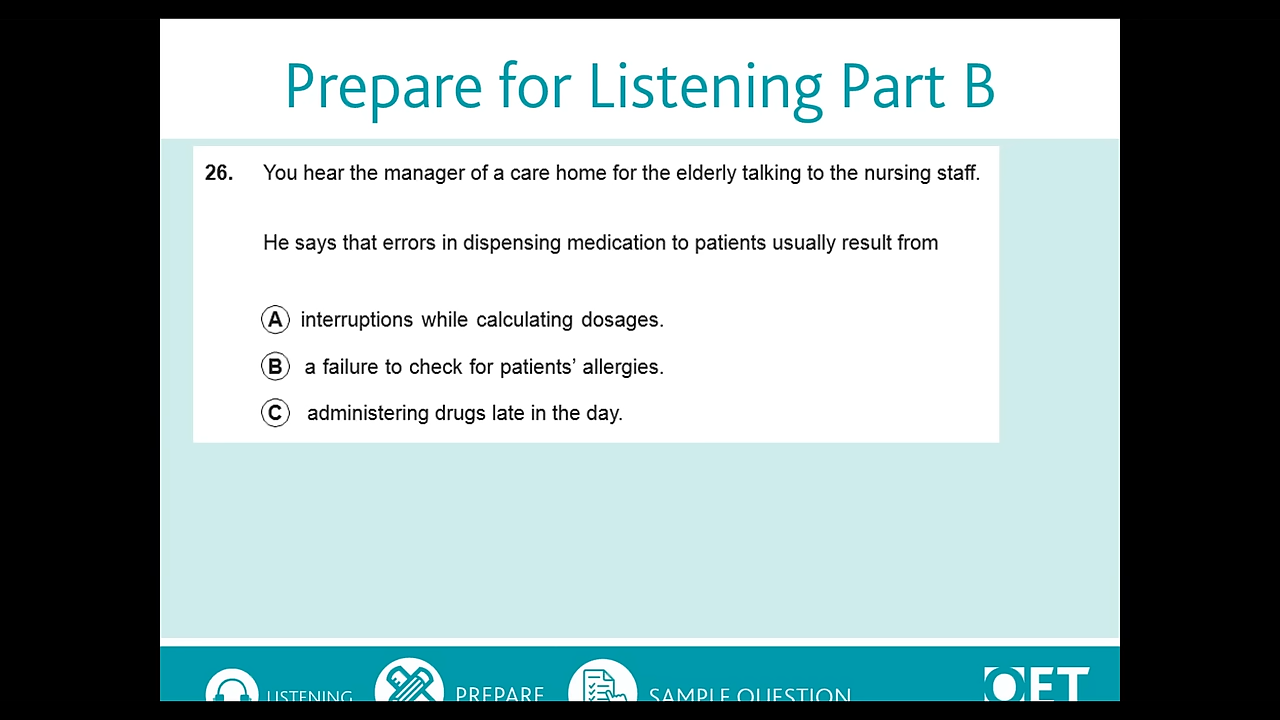 Prepare for Listening Part B
26. You hear the manager of a care home for the elderly talking to the nursing staff.
He says that errors in dispensing medication to patients usually result from
A interruptions while calculating dosages.
B a failure to check for patients’ allergies.
C administering drugs late in the day.
LISTENING PREPARE SAMPLE QUESTION OET